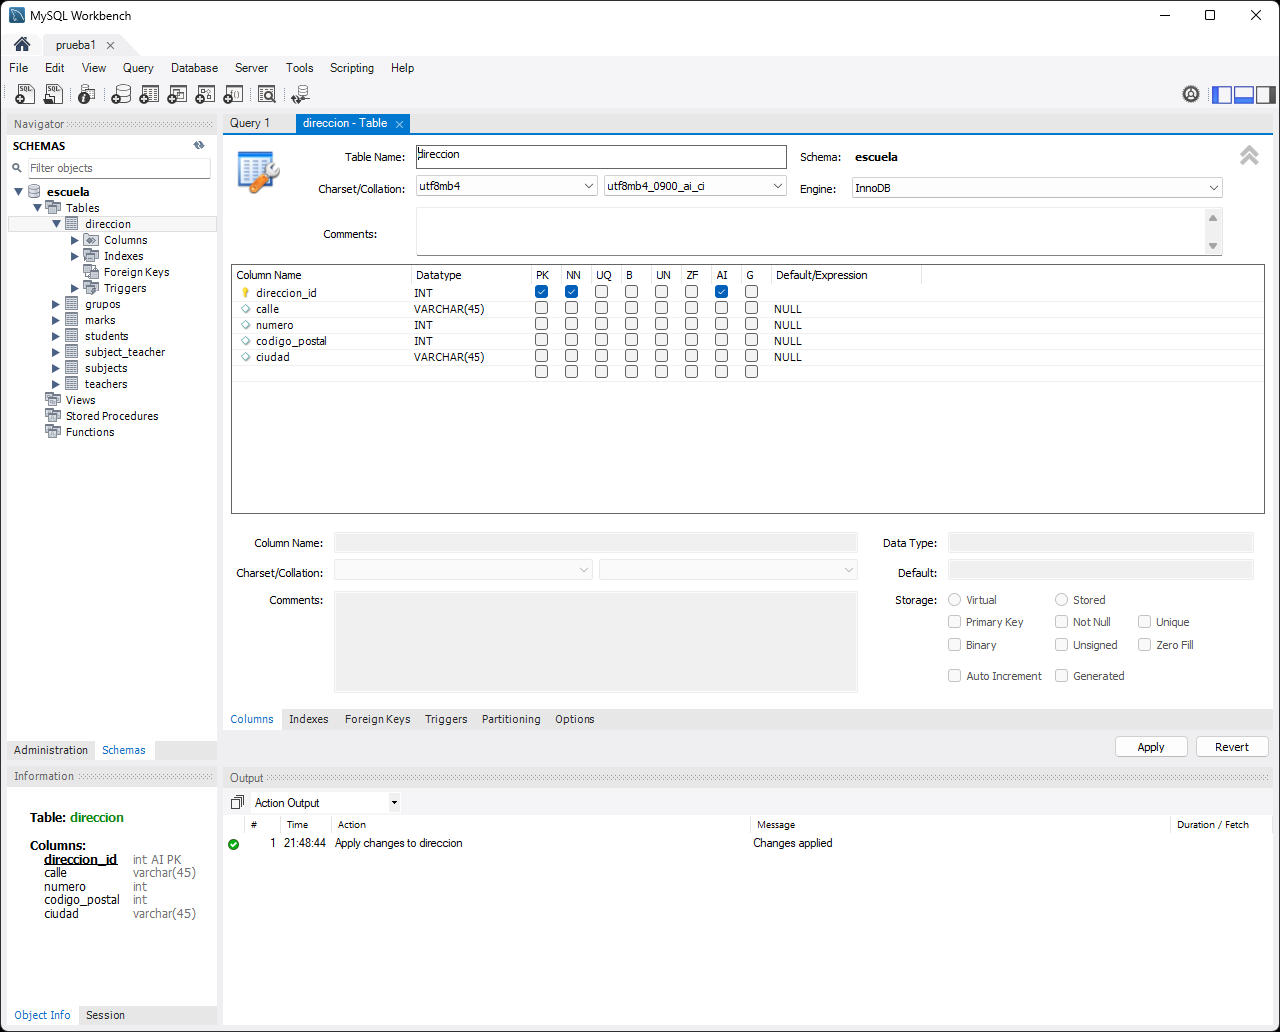 MySQL Workbench
prueba1
File Edit View Query Database Server Tools Scripting Help
Navigator
SCHEMAS
Filter objects
escuela
Tables
direccion
Columns
Indexes
Foreign Keys
Triggers
grupos
marks
students
subject_teacher
subjects
teachers
Views
Stored Procedures
Functions
Administration Schemas
Information
Table: direccion
Columns:
direccion_id int AI PK
calle varchar(45)
numero int
codigo_postal int
ciudad varchar(45)
Object Info Session
Query 1 direccion - Table
Table Name: direccion Schema: escuela
Charset/Collation: utf8mb4 utf8mb4_0900_ai_ci Engine: InnoDB
Comments:
Column Name Datatype PK NN UQ B UN ZF AI G Default/Expression
direccion_id INT
calle VARCHAR(45) NULL
numero INT NULL
codigo_postal INT NULL
ciudad VARCHAR(45) NULL
Column Name: Data Type:
Charset/Collation: Default:
Comments: Storage: Virtual Stored
Primary Key Not Null Unique
Binary Unsigned Zero Fill
Auto Increment Generated
Columns Indexes Foreign Keys Triggers Partitioning Options
Apply Revert
Output
Action Output
# Time Action Message Duration / Fetch
1 21:48:44 Apply changes to direccion Changes applied